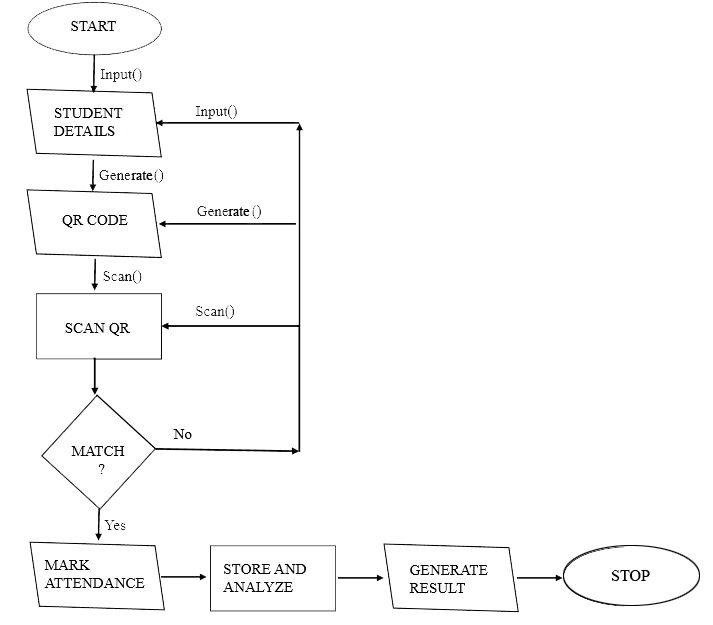 START
Input()
STUDENT
DETAILS
Input()
Generate()
QR CODE
Generate ()
Scan()
SCAN QR
Scan()
MATCH
?
No
Yes
MARK
ATTENDANCE
STORE AND
ANALYZE
GENERATE
RESULT
STOP